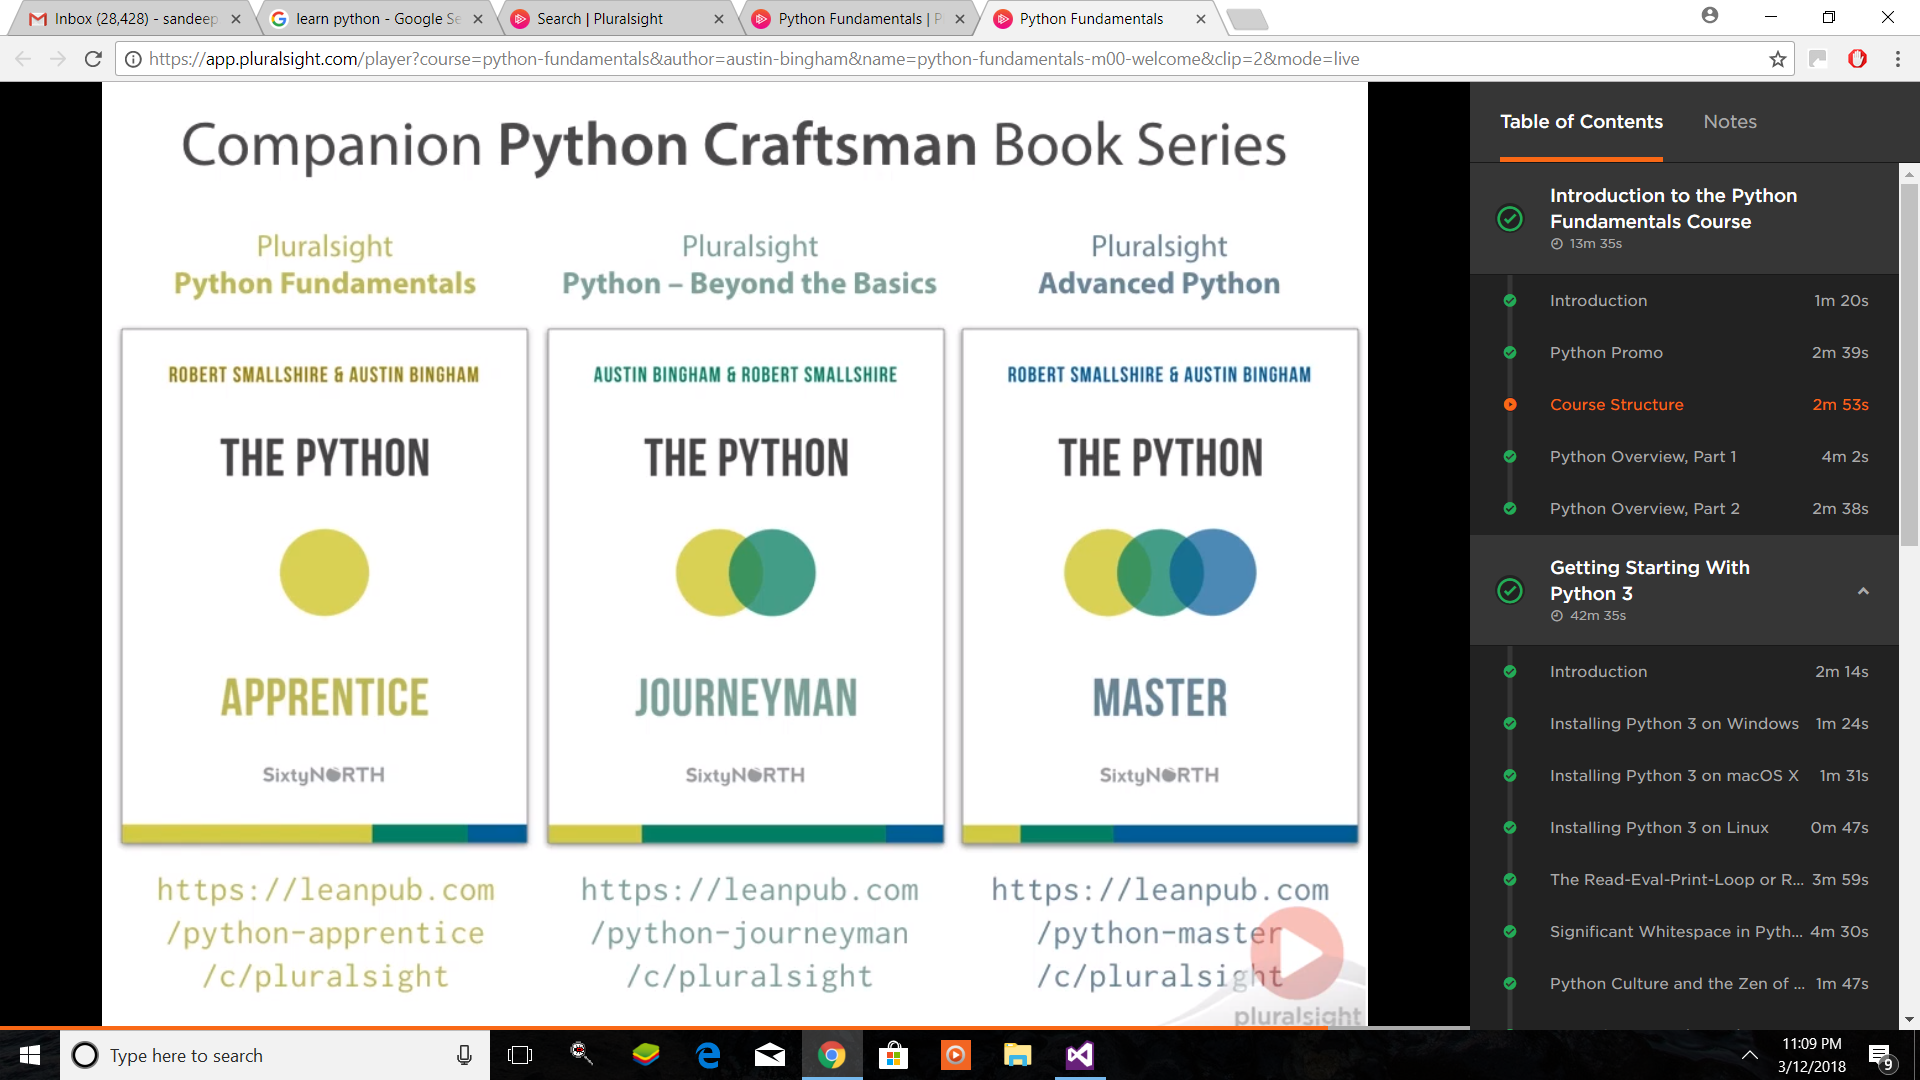 Inbox (28,428) - sandeep
learn python - Google Se
Search | Pluralsight
Python Fundamentals | P
Python Fundamentals
https://app.pluralsight.com/player?course=python-fundamentals&author=austin-bingham&name=python-fundamentals-m00-welcome&clip=2&mode=live
Companion Python Craftsman Book Series
Pluralsight
Python Fundamentals
ROBERT SMALLSHIRE & AUSTIN BINGHAM
THE PYTHON
APPRENTICE
SixtyNORTH
https://leanpub.com
/python-apprentice
/c/pluralsight
Pluralsight
Python – Beyond the Basics
AUSTIN BINGHAM & ROBERT SMALLSHIRE
THE PYTHON
JOURNEYMAN
SixtyNORTH
https://leanpub.com
/python-journeyman
/c/pluralsight
Pluralsight
Advanced Python
ROBERT SMALLSHIRE & AUSTIN BINGHAM
THE PYTHON
MASTER
SixtyNORTH
https://leanpub.com
/python-master
/c/pluralsight
pluralsight
Table of Contents
Notes
Introduction to the Python
Fundamentals Course
13m 35s
Introduction 1m 20s
Python Promo 2m 39s
Course Structure 2m 53s
Python Overview, Part 1 4m 2s
Python Overview, Part 2 2m 38s
Getting Starting With
Python 3
42m 35s
Introduction 2m 14s
Installing Python 3 on Windows 1m 24s
Installing Python 3 on macOS X 1m 31s
Installing Python 3 on Linux 0m 47s
The Read-Eval-Print-Loop or R... 3m 59s
Significant Whitespace in Pyth... 4m 30s
Python Culture and the Zen of ... 1m 47s
Type here to search
11:09 PM
3/12/2018
9